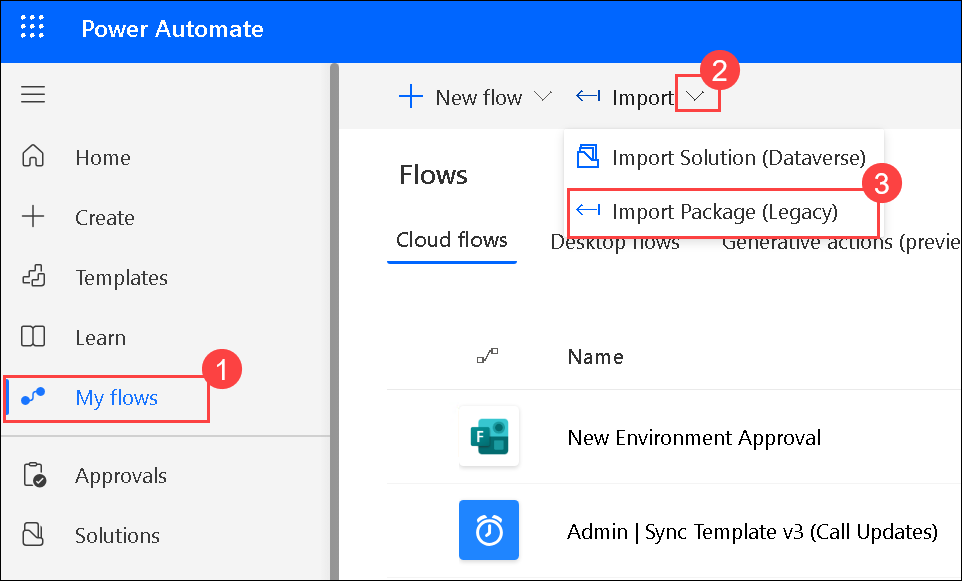 Power Automate
2
New flow
Import
Home
Create
Templates
Learn
1
My flows
Approvals
Solutions
Import Solution (Dataverse)
3
Import Package (Legacy)
Flows
Cloud flows
Desktop flows
Generative actions (previe
Name
F
New Environment Approval
Admin | Sync Template v3 (Call Updates)